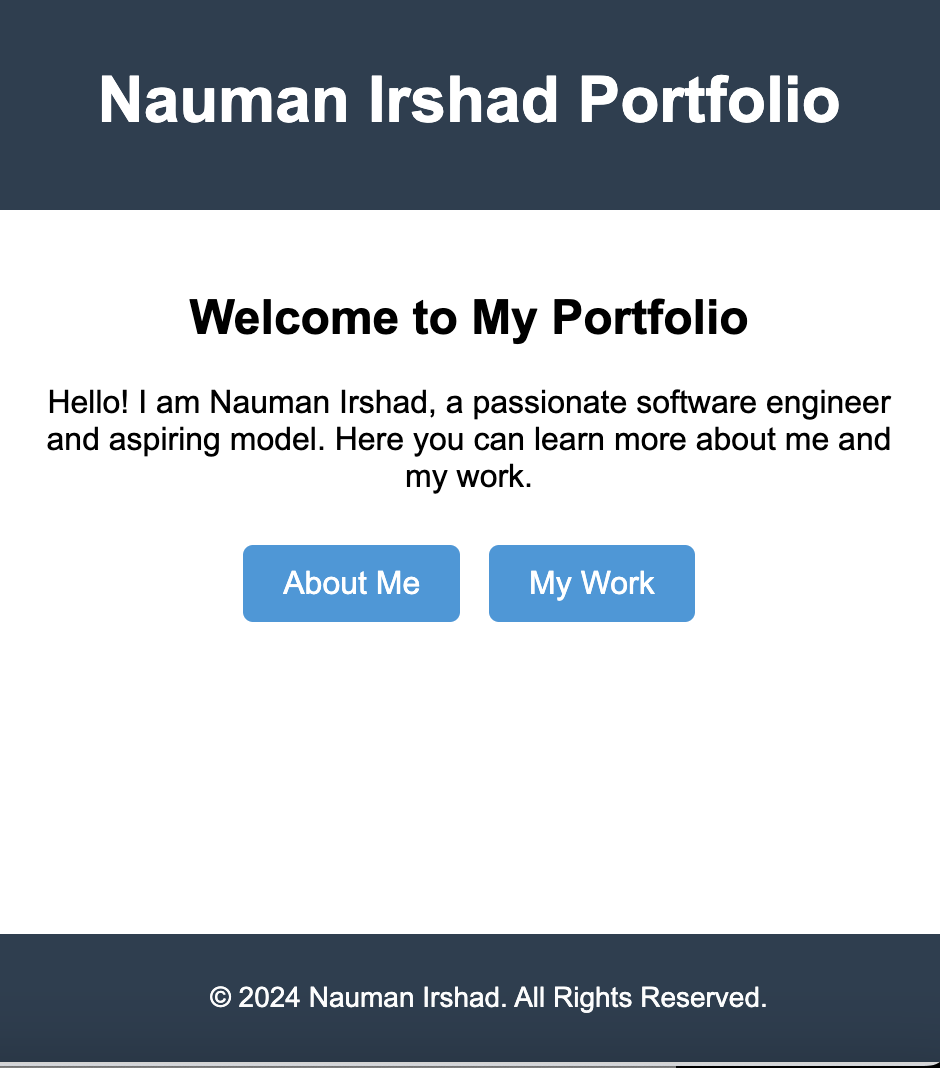 Nauman Irshad Portfolio
Welcome to My Portfolio
Hello! I am Nauman Irshad, a passionate software engineer
and aspiring model. Here you can learn more about me and
my work.
About Me
My Work
© 2024 Nauman Irshad. All Rights Reserved.